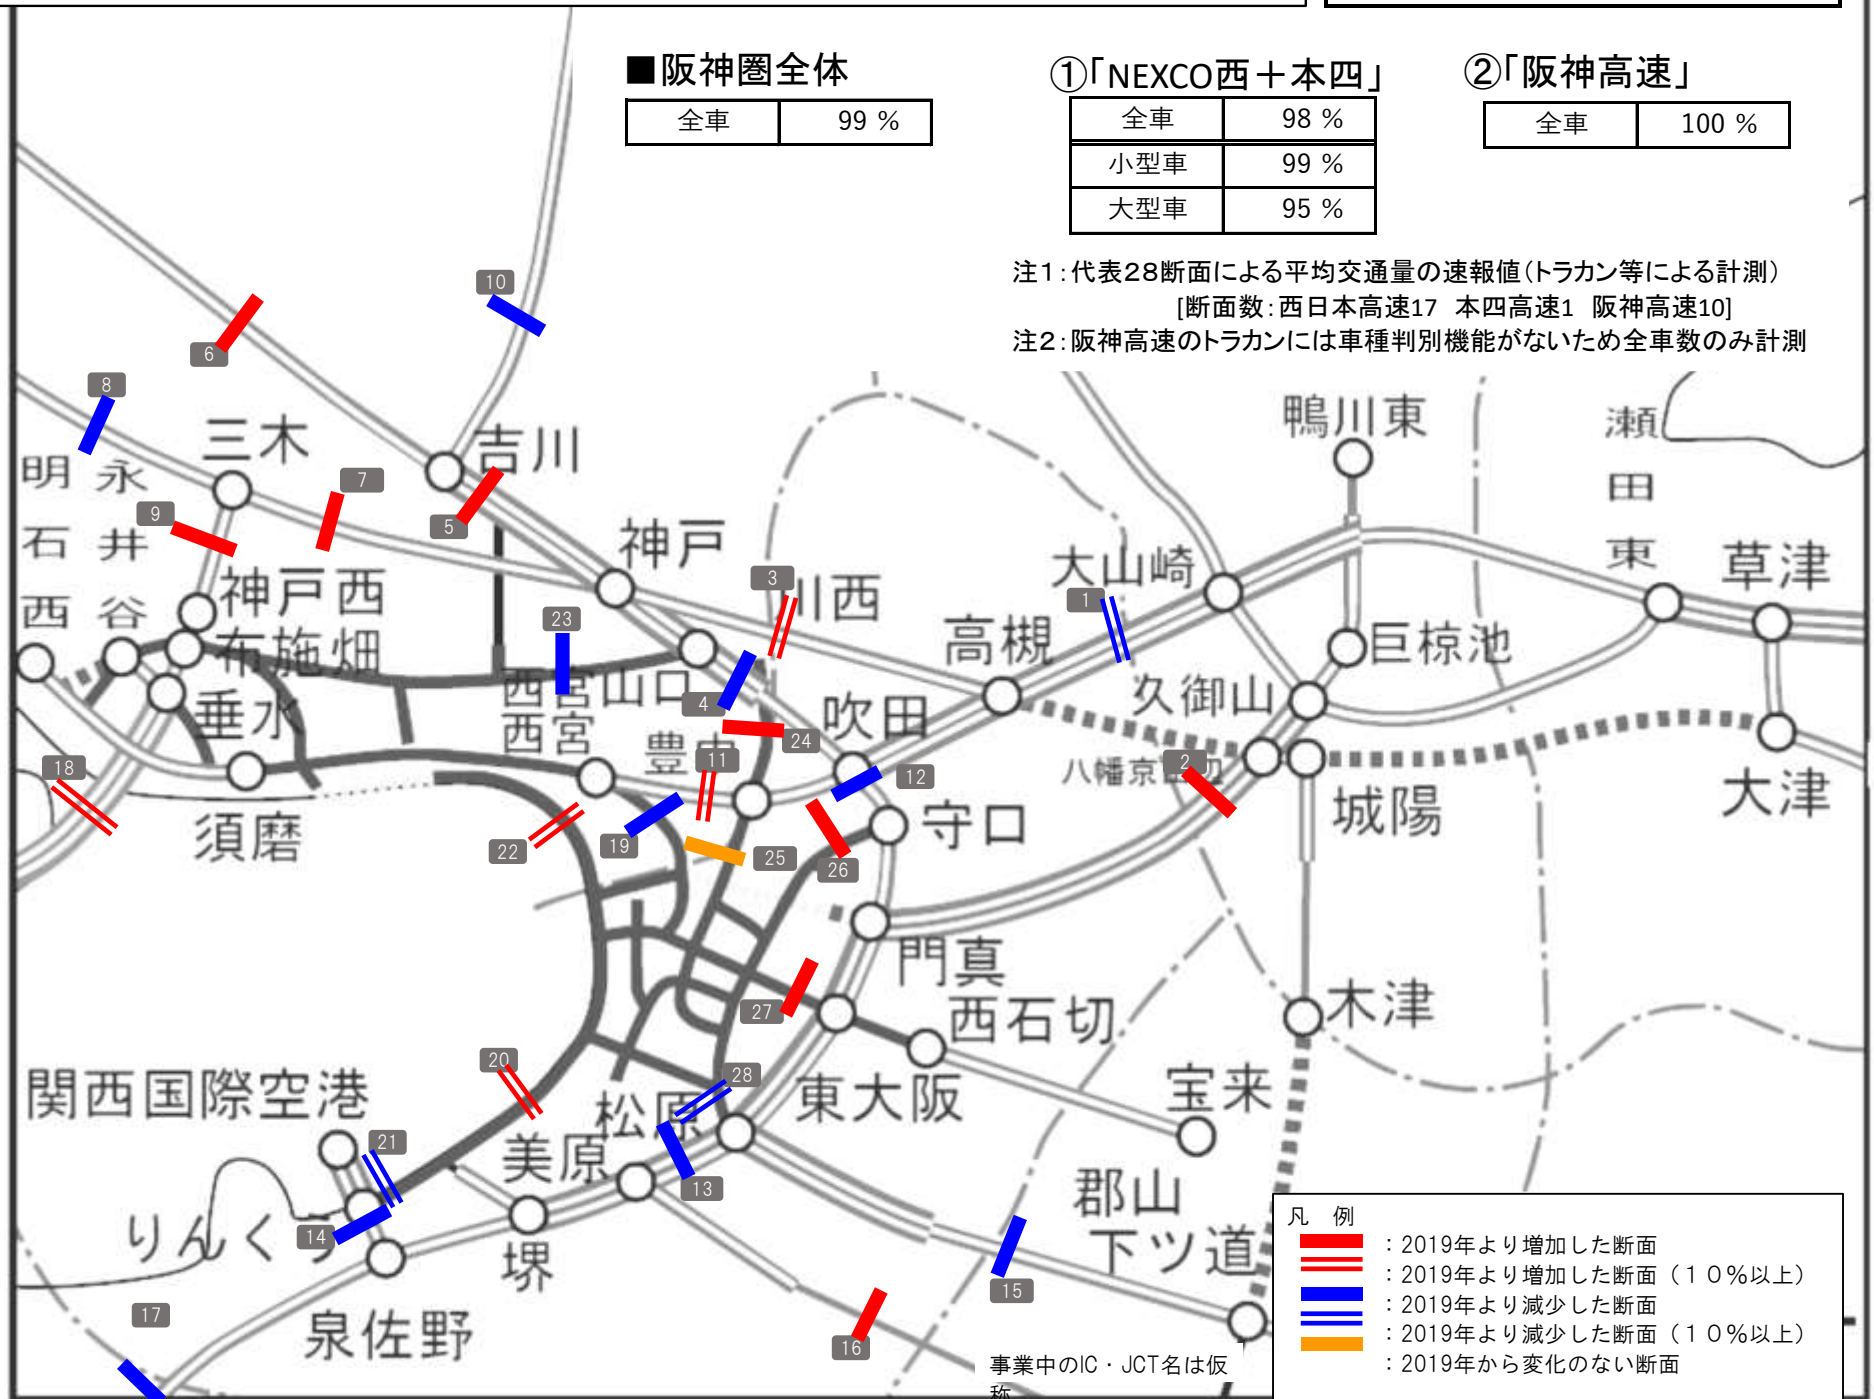 ■阪神圏全体
全車 99 %
①「NEXCO西＋本四」
全車 98 %
小型車 99 %
大型車 95 %
②「阪神高速」
全車 100 %
注１：代表２８断面による平均交通量の速報値（トラカン等による計測）
[断面数：西日本高速17 本四高速1 阪神高速10]
注２：阪神高速のトラカンには車種判別機能がないため全車数のみ計測
10
6
8
三木
吉川
鴨川東
瀬田東
明石西
永井谷
7
9
5
神戸
3
川西
大山崎
1
草津
神戸西
布施畑
23
高槻
巨椋池
西宮山口
西宮
4
久御山
垂水
豊中
11
24
吹田
12
八幡京田辺
2
18
大津
城陽
須磨
22
19
25
26
守口
門真
27
西石切
木津
20
28
関西国際空港
松原
東大阪
宝来
21
美原
13
郡山
下ツ道
りんくう
14
堺
15
17
泉佐野
16
事業中のIC・JCT名は仮
称
凡 例
：2019年より増加した断面
：2019年より増加した断面（１０％以上）
：2019年より減少した断面
：2019年より減少した断面（１０％以上）
：2019年から変化のない断面